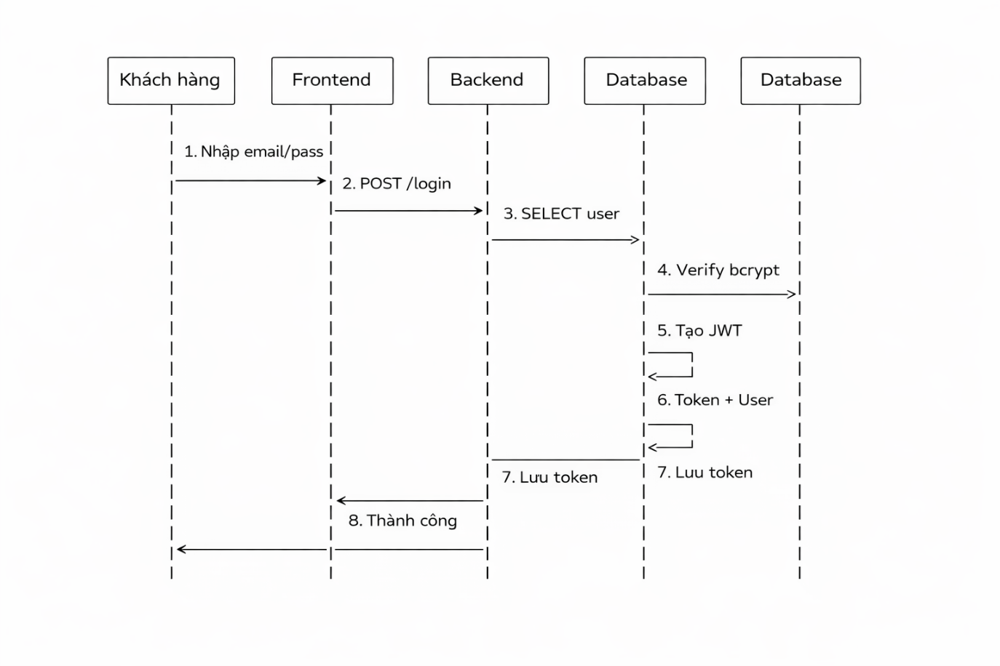 Khách hàng
Frontend
Backend
Database
Database
1. Nhập email/pass
2. POST /login
3. SELECT user
4. Verify bcrypt
5. Tạo JWT
6. Token + User
7. Lưu token
7. Luu token
8. Thành công